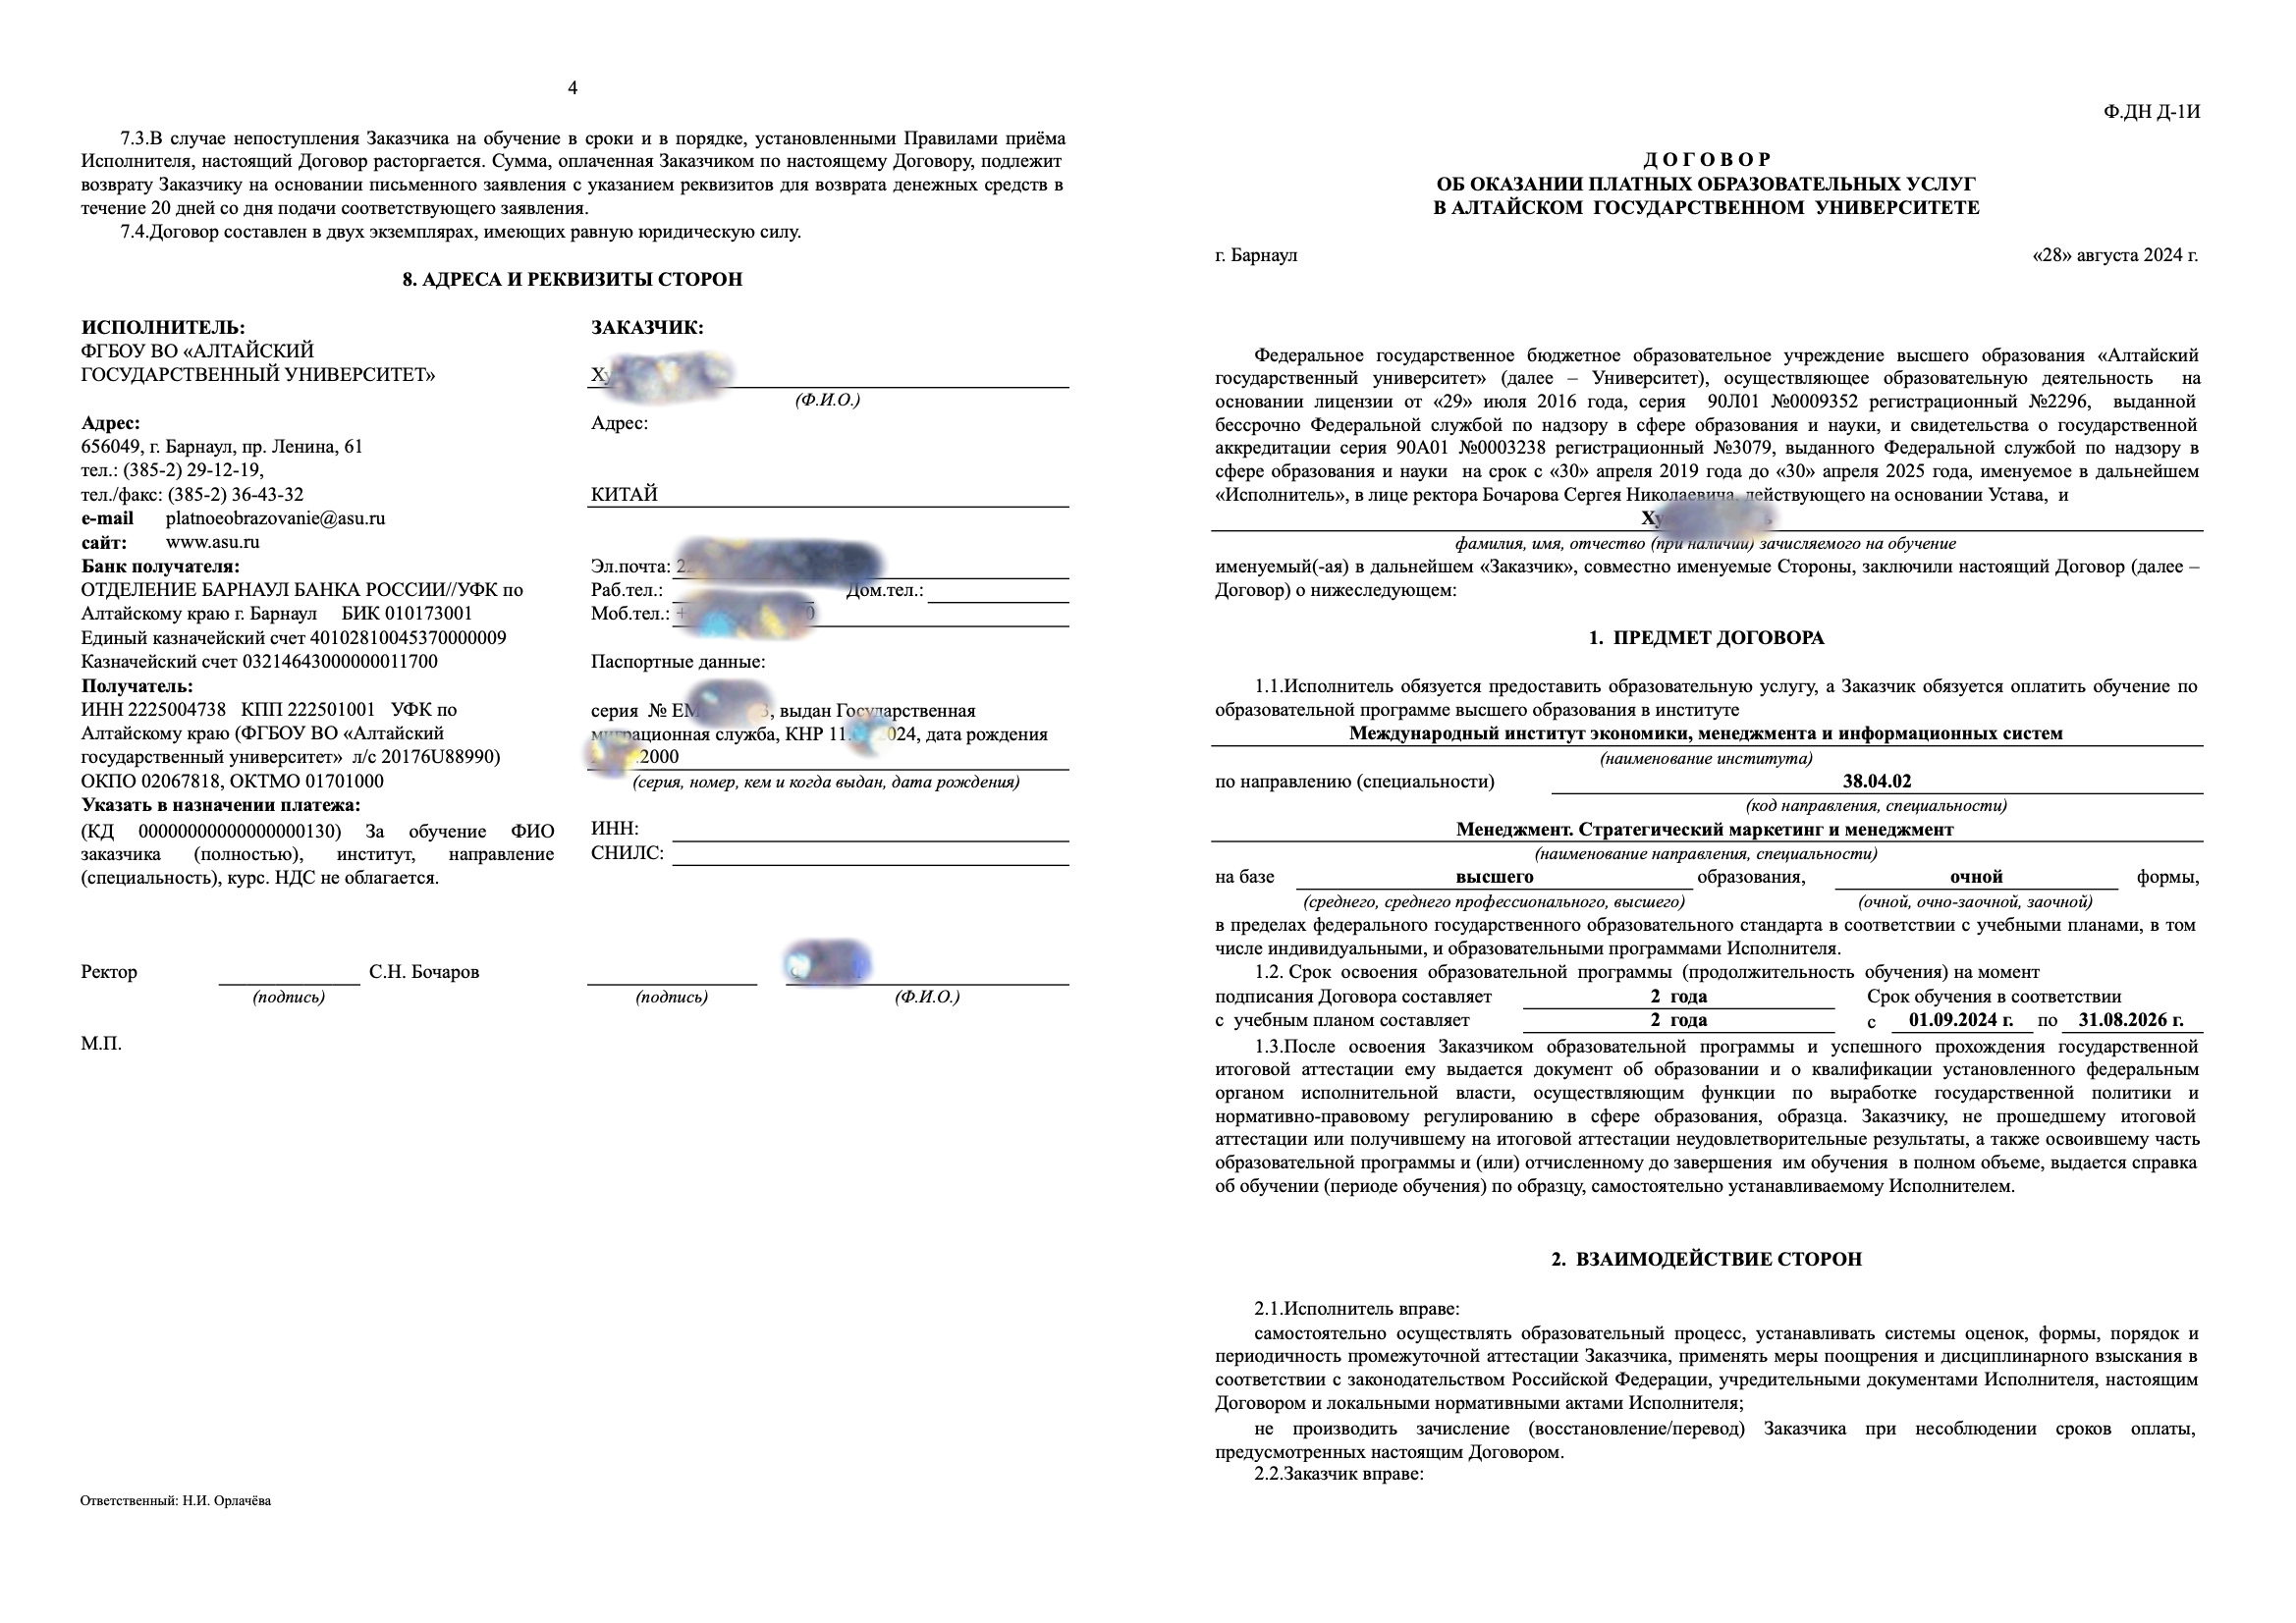 4
7.3.В случае непоступления Заказчика на обучение в сроки и в порядке, установленными Правилами приёма
Исполнителя, настоящий Договор расторгается. Сумма, оплаченная Заказчиком по настоящему Договору, подлежит
возврату Заказчику на основании письменного заявления с указанием реквизитов для возврата денежных средств в
течение 20 дней со дня подачи соответствующего заявления.
7.4.Договор составлен в двух экземплярах, имеющих равную юридическую силу.
8. АДРЕСА И РЕКВИЗИТЫ СТОРОН
ИСПОЛНИТЕЛЬ:
ФГБОУ ВО «АЛТАЙСКИЙ
ГОСУДАРСТВЕННЫЙ УНИВЕРСИТЕТ»
Адрес:
656049, г. Барнаул, пр. Ленина, 61
тел.: (385-2) 29-12-19,
тел./факс: (385-2) 36-43-32
e-mail platnoeobrazovanie@asu.ru
сайт: www.asu.ru
Банк получателя:
ОТДЕЛЕНИЕ БАРНАУЛ БАНКА РОССИИ//УФК по
Алтайскому краю г. Барнаул БИК 010173001
Единый казначейский счет 40102810045370000009
Казначейский счет 03214643000000011700
Получатель:
ИНН 2225004738 КПП 222501001 УФК по
Алтайскому краю (ФГБОУ ВО «Алтайский
государственный университет» л/с 20176U88990)
ОКПО 02067818, ОКТМО 01701000
Указать в назначении платежа:
(КД 00000000000000000130) За обучение ФИО
заказчика (полностью), институт, направление
(специальность), курс. НДС не облагается.
ЗАКАЗЧИК:
(Ф.И.О.)
Адрес:
КИТАЙ
Эл.почта:
Раб.тел.: Дом.тел.:
Моб.тел.:
Паспортные данные:
серия № выдан Государственная
миграционная служба, КНР дата рождения
2000
(серия, номер, кем и когда выдан, дата рождения)
ИНН:
СНИЛС:
Ректор С.Н. Бочаров
(подпись) (подпись) (Ф.И.О.)
М.П.
Ответственный: Н.И. Орлачёва
Ф.ДН Д-1И
Д О Г О В О Р
ОБ ОКАЗАНИИ ПЛАТНЫХ ОБРАЗОВАТЕЛЬНЫХ УСЛУГ
В АЛТАЙСКОМ ГОСУДАРСТВЕННОМ УНИВЕРСИТЕТЕ
г. Барнаул «28» августа 2024 г.
Федеральное государственное бюджетное образовательное учреждение высшего образования «Алтайский
государственный университет» (далее – Университет), осуществляющее образовательную деятельность на
основании лицензии от «29» июля 2016 года, серия 90Л01 №0009352 регистрационный №2296, выданной
бессрочно Федеральной службой по надзору в сфере образования и науки, и свидетельства о государственной
аккредитации серия 90А01 №0003238 регистрационный №3079, выданного Федеральной службой по надзору в
сфере образования и науки на срок с «30» апреля 2019 года до «30» апреля 2025 года, именуемое в дальнейшем
«Исполнитель», в лице ректора Бочарова Сергея Николаевича, действующего на основании Устава, и
фамилия, имя, отчество (при наличии) зачисляемого на обучение
именуемый(-ая) в дальнейшем «Заказчик», совместно именуемые Стороны, заключили настоящий Договор (далее –
Договор) о нижеследующем:
1. ПРЕДМЕТ ДОГОВОРА
1.1.Исполнитель обязуется предоставить образовательную услугу, а Заказчик обязуется оплатить обучение по
образовательной программе высшего образования в институте
Международный институт экономики, менеджмента и информационных систем
(наименование института)
по направлению (специальности) 38.04.02
(код направления, специальности)
Менеджмент. Стратегический маркетинг и менеджмент
(наименование направления, специальности)
на базе высшего образования, очной формы,
(среднего, среднего профессионального, высшего) (очной, очно-заочной, заочной)
в пределах федерального государственного образовательного стандарта в соответствии с учебными планами, в том
числе индивидуальными, и образовательными программами Исполнителя.
1.2. Срок освоения образовательной программы (продолжительность обучения) на момент
подписания Договора составляет 2 года Срок обучения в соответствии
с учебным планом составляет 2 года с 01.09.2024 г. по 31.08.2026 г.
1.3.После освоения Заказчиком образовательной программы и успешного прохождения государственной
итоговой аттестации ему выдается документ об образовании и о квалификации установленного федеральным
органом исполнительной власти, осуществляющим функции по выработке государственной политики и
нормативно-правовому регулированию в сфере образования, образца. Заказчику, не прошедшему итоговой
аттестации или получившему на итоговой аттестации неудовлетворительные результаты, а также освоившему часть
образовательной программы и (или) отчисленному до завершения им обучения в полном объеме, выдается справка
об обучении (периоде обучения) по образцу, самостоятельно устанавливаемому Исполнителем.
2. ВЗАИМОДЕЙСТВИЕ СТОРОН
2.1.Исполнитель вправе:
самостоятельно осуществлять образовательный процесс, устанавливать системы оценок, формы, порядок и
периодичность промежуточной аттестации Заказчика, применять меры поощрения и дисциплинарного взыскания в
соответствии с законодательством Российской Федерации, учредительными документами Исполнителя, настоящим
Договором и локальными нормативными актами Исполнителя;
не производить зачисление (восстановление/перевод) Заказчика при несоблюдении сроков оплаты,
предусмотренных настоящим Договором.
2.2.Заказчик вправе: